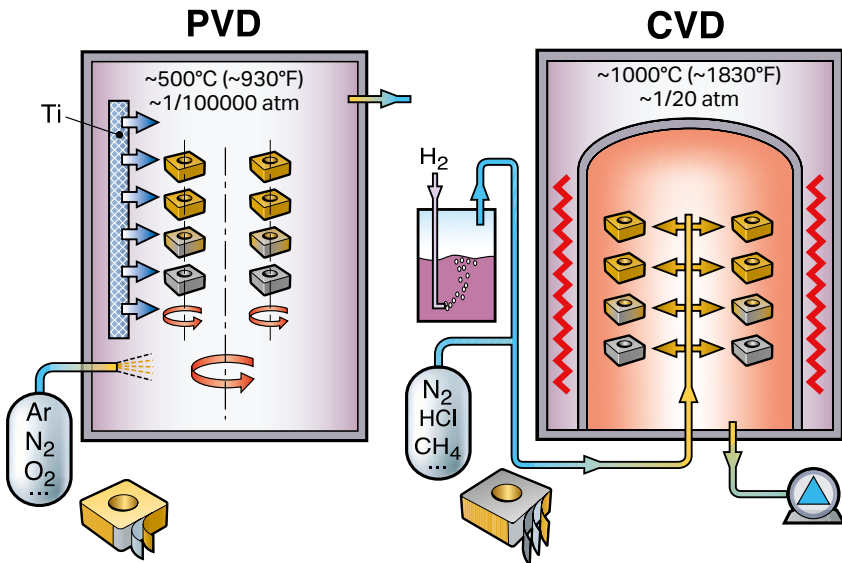 PVD
~500°C (~930°F)
~1/100000 atm
Ti
Ar
N₂
O₂
...
CVD
~1000°C (~1830°F)
~1/20 atm
H₂
N₂
HCl
CH₄
...